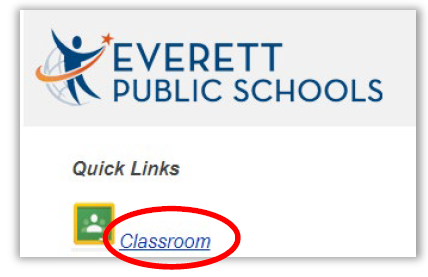 EVERETT
PUBLIC SCHOOLS
Quick Links
Classroom